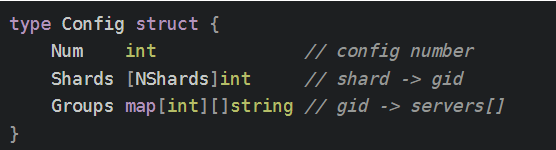 type Config struct {
    Num    int              // config number
    Shards [NShards]int     // shard -> gid
    Groups map[int][]string // gid -> servers[]
}